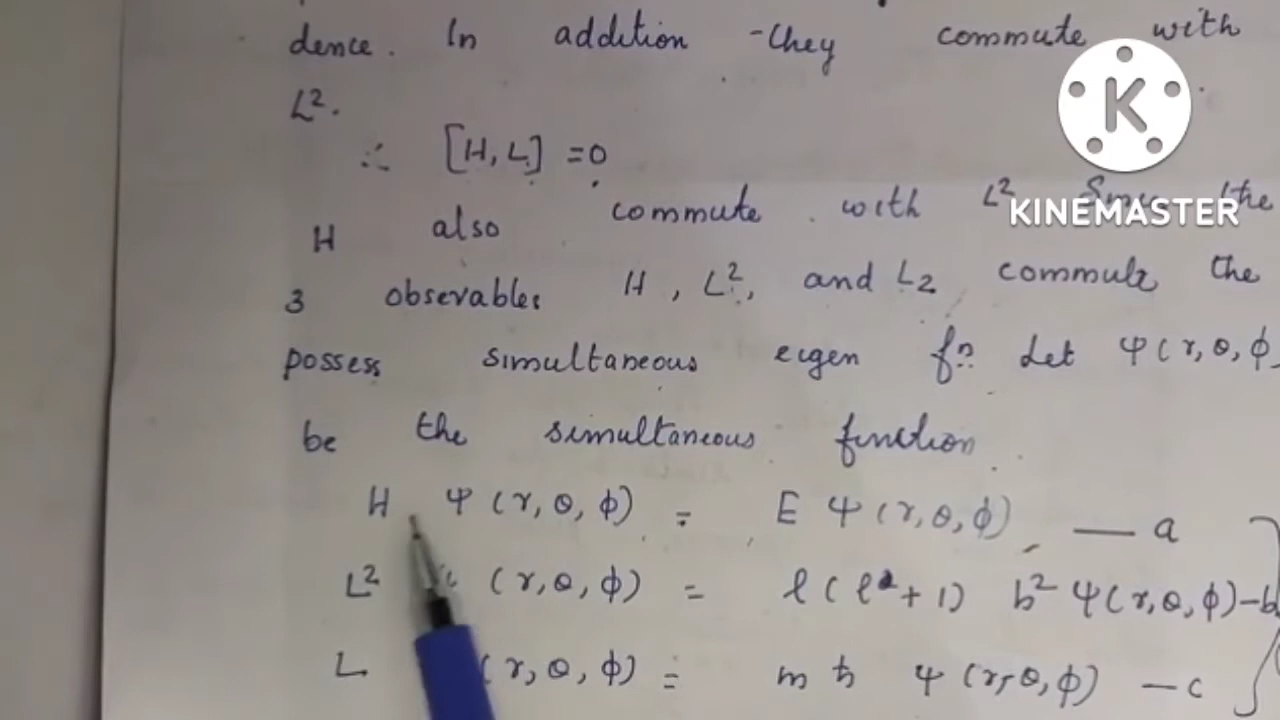 dence. In addition they commute with
L².
∴ [H, L] = 0
H also commute with L² Since the
3 obsevables H, L², and Lz commute the
possess simultaneous eigen fn. Let ψ(r, θ, ϕ,
be the simultaneous function.
H ψ (r, θ, ϕ) = E ψ (r, θ, ϕ) — a
L² (r, θ, ϕ) = l(l + 1) ħ² ψ(r, θ, ϕ) – b
L (r, θ, ϕ) = m ħ ψ (r, θ, ϕ) – c
K
KINEMASTER